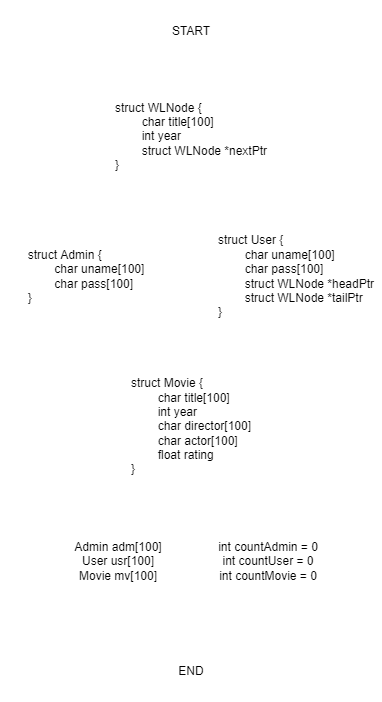 START
struct WLNode {
char title[100]
int year
struct WLNode *nextPtr
}
struct Admin {
char uname[100]
char pass[100]
}
struct User {
char uname[100]
char pass[100]
struct WLNode *headPtr
struct WLNode *tailPtr
}
struct Movie {
char title[100]
int year
char director[100]
char actor[100]
float rating
}
Admin adm[100]
User usr[100]
Movie mv[100]
int countAdmin = 0
int countUser = 0
int countMovie = 0
END